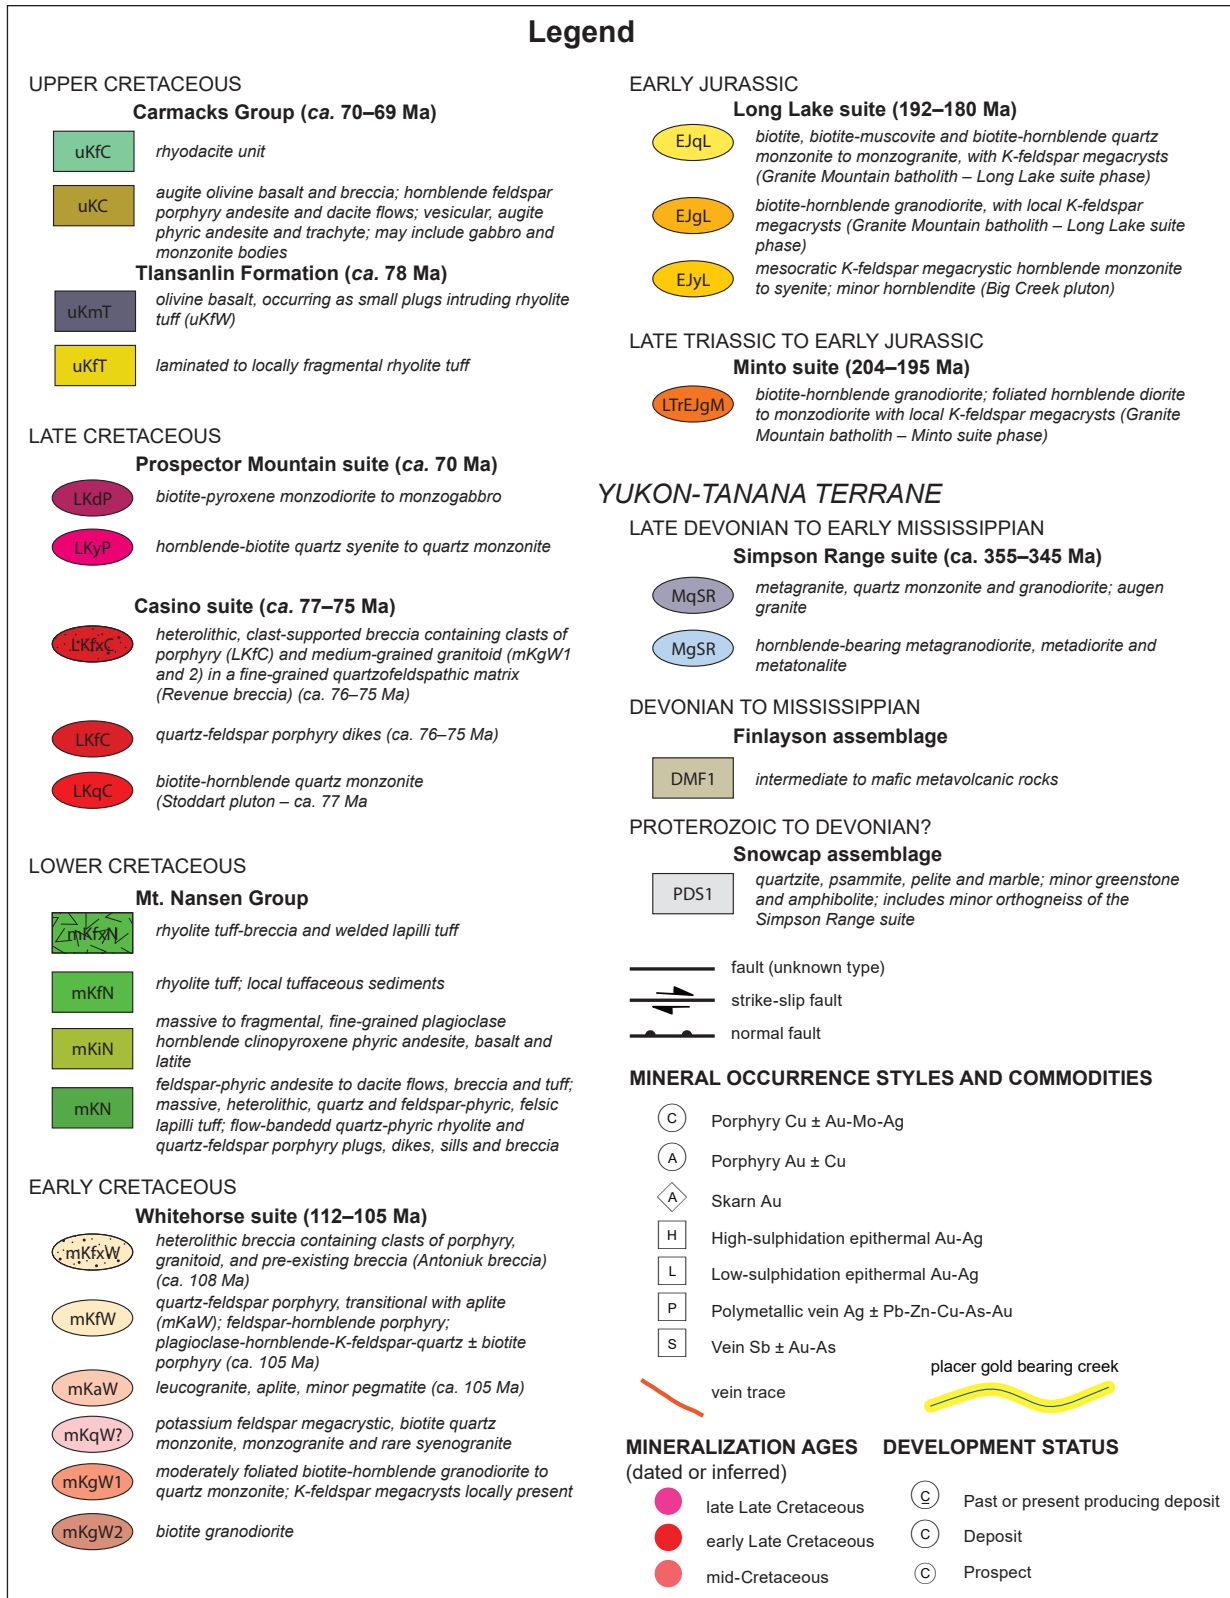 Legend
UPPER CRETACEOUS
Carmacks Group (ca. 70–69 Ma)
uKfC
rhyodacite unit
uKC
augite olivine basalt and breccia; hornblende feldspar
porphyry andesite and dacite flows; vesicular, augite
phyric andesite and trachyte; may include gabbro and
monzonite bodies
Tlansanlin Formation (ca. 78 Ma)
uKmT
olivine basalt, occurring as small plugs intruding rhyolite
tuff (uKfW)
uKfT
laminated to locally fragmental rhyolite tuff
LATE CRETACEOUS
Prospector Mountain suite (ca. 70 Ma)
LKdP
biotite-pyroxene monzodiorite to monzogabbro
LKyP
hornblende-biotite quartz syenite to quartz monzonite
Casino suite (ca. 77–75 Ma)
LKfxC
heterolithic, clast-supported breccia containing clasts of
porphyry (LKfC) and medium-grained granitoid (mKgW1
and 2) in a fine-grained quartzofeldspathic matrix
(Revenue breccia) (ca. 76–75 Ma)
LKfC
quartz-feldspar porphyry dikes (ca. 76–75 Ma)
LKqC
biotite-hornblende quartz monzonite
(Stoddart pluton – ca. 77 Ma
LOWER CRETACEOUS
Mt. Nansen Group
mKfxN
rhyolite tuff-breccia and welded lapilli tuff
mKfN
rhyolite tuff; local tuffaceous sediments
mKiN
massive to fragmental, fine-grained plagioclase
hornblende clinopyroxene phyric andesite, basalt and
latite
mKN
feldspar-phyric andesite to dacite flows, breccia and tuff;
massive, heterolithic, quartz and feldspar-phyric, felsic
lapilli tuff; flow-bandedd quartz-phyric rhyolite and
quartz-feldspar porphyry plugs, dikes, sills and breccia
EARLY CRETACEOUS
Whitehorse suite (112–105 Ma)
mKfxW
heterolithic breccia containing clasts of porphyry,
granitoid, and pre-existing breccia (Antoniuk breccia)
(ca. 108 Ma)
mKfW
quartz-feldspar porphyry, transitional with aplite
(mKaW); feldspar-hornblende porphyry;
plagioclase-hornblende-K-feldspar-quartz ± biotite
porphyry (ca. 105 Ma)
mKaW
leucogranite, aplite, minor pegmatite (ca. 105 Ma)
mKqW?
potassium feldspar megacrystic, biotite quartz
monzonite, monzogranite and rare syenogranite
mKgW1
moderately foliated biotite-hornblende granodiorite to
quartz monzonite; K-feldspar megacrysts locally present
mKgW2
biotite granodiorite
EARLY JURASSIC
Long Lake suite (192–180 Ma)
EJqL
biotite, biotite-muscovite and biotite-hornblende quartz
monzonite to monzogranite, with K-feldspar megacrysts
(Granite Mountain batholith – Long Lake suite phase)
EJgL
biotite-hornblende granodiorite, with local K-feldspar
megacrysts (Granite Mountain batholith – Long Lake suite
phase)
EJyL
mesocratic K-feldspar megacrystic hornblende monzonite
to syenite; minor hornblendite (Big Creek pluton)
LATE TRIASSIC TO EARLY JURASSIC
Minto suite (204–195 Ma)
LTrEJgM
biotite-hornblende granodiorite; foliated hornblende diorite
to monzodiorite with local K-feldspar megacrysts (Granite
Mountain batholith – Minto suite phase)
YUKON-TANANA TERRANE
LATE DEVONIAN TO EARLY MISSISSIPPIAN
Simpson Range suite (ca. 355–345 Ma)
MqSR
metagranite, quartz monzonite and granodiorite; augen
granite
MgSR
hornblende-bearing metagranodiorite, metadiorite and
metatonalite
DEVONIAN TO MISSISSIPPIAN
Finlayson assemblage
DMF1
intermediate to mafic metavolcanic rocks
PROTEROZOIC TO DEVONIAN?
Snowcap assemblage
PDS1
quartzite, psammite, pelite and marble; minor greenstone
and amphibolite; includes minor orthogneiss of the
Simpson Range suite
fault (unknown type)
strike-slip fault
normal fault
MINERAL OCCURRENCE STYLES AND COMMODITIES
C Porphyry Cu ± Au-Mo-Ag
A Porphyry Au ± Cu
A Skarn Au
H High-sulphidation epithermal Au-Ag
L Low-sulphidation epithermal Au-Ag
P Polymetallic vein Ag ± Pb-Zn-Cu-As-Au
S Vein Sb ± Au-As
vein trace
placer gold bearing creek
MINERALIZATION AGES
(dated or inferred)
late Late Cretaceous
early Late Cretaceous
mid-Cretaceous
DEVELOPMENT STATUS
C Past or present producing deposit
C Deposit
C Prospect